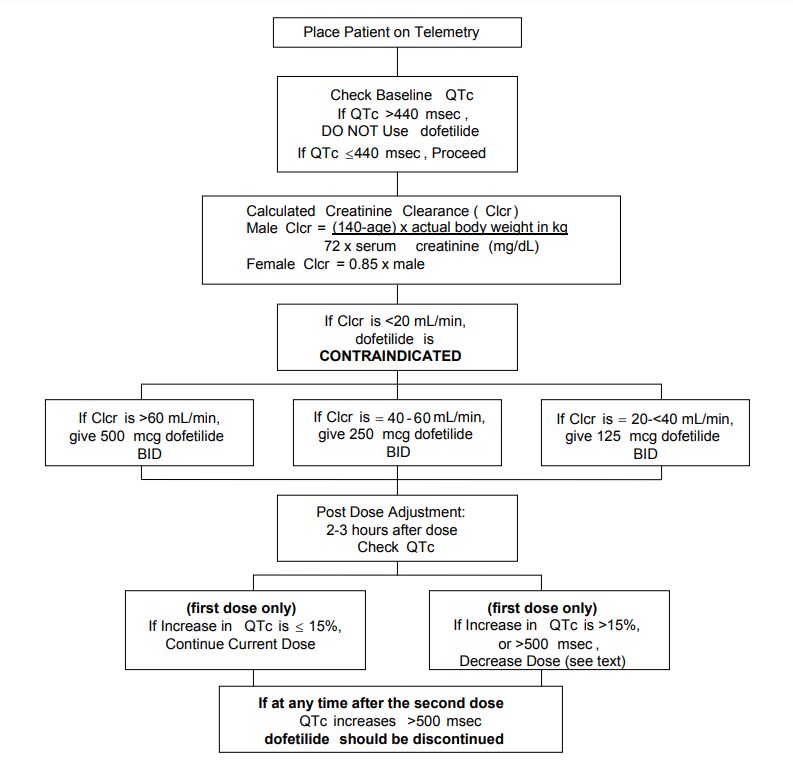 Place Patient on Telemetry
Check Baseline QTc
If QTc >440 msec ,
DO NOT Use dofetilide
If QTc ≤440 msec , Proceed
Calculated Creatinine Clearance ( Clcr )
Male Clcr = (140-age) x actual body weight in kg
72 x serum creatinine (mg/dL)
Female Clcr = 0.85 x male
If Clcr is <20 mL/min,
dofetilide is
CONTRAINDICATED
If Clcr is >60 mL/min,
give 500 mcg dofetilide
BID
If Clcr is = 40-60 mL/min,
give 250 mcg dofetilide
BID
If Clcr is = 20-<40 mL/min,
give 125 mcg dofetilide
BID
Post Dose Adjustment:
2-3 hours after dose
Check QTc
(first dose only)
If Increase in QTc is ≤ 15%,
Continue Current Dose
(first dose only)
If Increase in QTc is >15%,
or >500 msec ,
Decrease Dose (see text)
If at any time after the second dose
QTc increases >500 msec
dofetilide should be discontinued